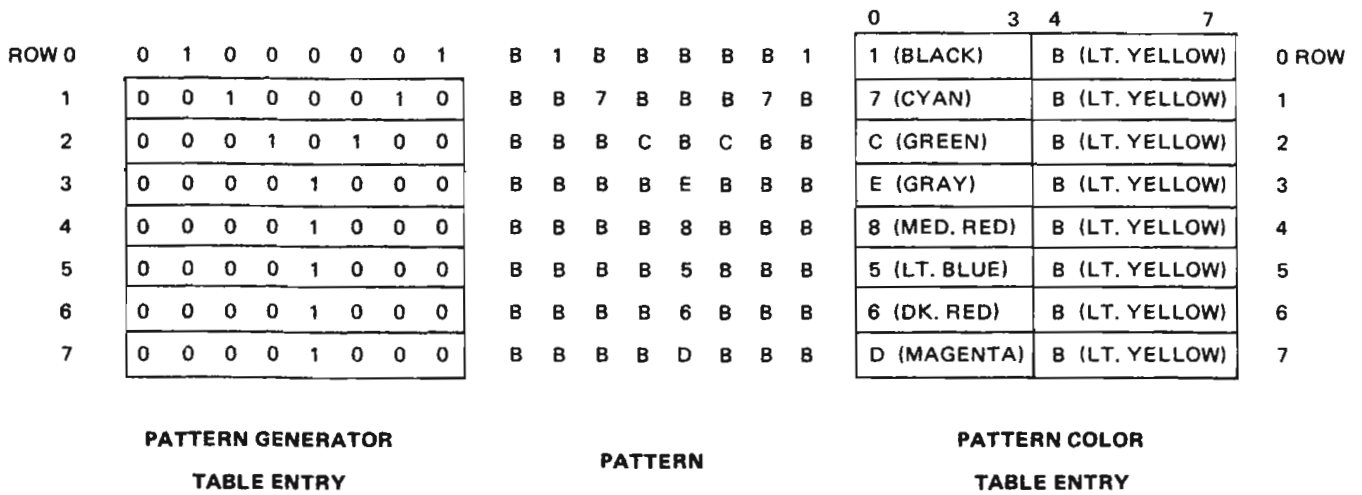 0 3 4 7
ROW 0 0 1 0 0 0 0 0 1 B 1 B B B B B 1 1 (BLACK) B (LT. YELLOW) 0 ROW
1 0 0 1 0 0 0 1 0 B B 7 B B B 7 B 7 (CYAN) B (LT. YELLOW) 1
2 0 0 0 1 0 1 0 0 B B B C B C B B C (GREEN) B (LT. YELLOW) 2
3 0 0 0 0 1 0 0 0 B B B B E B B B E (GRAY) B (LT. YELLOW) 3
4 0 0 0 0 1 0 0 0 B B B B 8 B B B 8 (MED. RED) B (LT. YELLOW) 4
5 0 0 0 0 1 0 0 0 B B B B 5 B B B 5 (LT. BLUE) B (LT. YELLOW) 5
6 0 0 0 0 1 0 0 0 B B B B 6 B B B 6 (DK. RED) B (LT. YELLOW) 6
7 0 0 0 0 1 0 0 0 B B B B D B B B D (MAGENTA) B (LT. YELLOW) 7
PATTERN GENERATOR
TABLE ENTRY
PATTERN
PATTERN COLOR
TABLE ENTRY